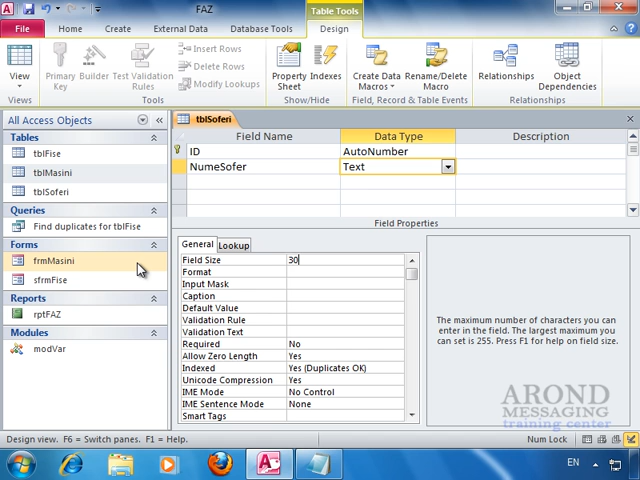 FAZ
Table Tools
File
Home
Create
External Data
Database Tools
Design
View
Primary Key
Builder
Test Validation Rules
Insert Rows
Delete Rows
Modify Lookups
Property Sheet
Indexes
Create Data Macros
Rename/Delete Macro
Relationships
Object Dependencies
Views
Tools
Show/Hide
Field, Record & Table Events
Relationships
All Access Objects
Tables
tblFise
tblMasini
tblSoferi
Queries
Find duplicates for tblFise
Forms
frmMasini
sfrmFise
Reports
rptFAZ
Modules
modVar
tblSoferi
Field Name Data Type Description
ID AutoNumber
NumeSofer Text
Field Properties
General Lookup
Field Size 30
Format
Input Mask
Caption
Default Value
Validation Rule
Validation Text
Required No
Allow Zero Length Yes
Indexed Yes (Duplicates OK)
Unicode Compression Yes
IME Mode No Control
IME Sentence Mode None
Smart Tags
The maximum number of characters you can
enter in the field. The largest maximum you
can set is 255. Press F1 for help on field size.
AROND
MESSAGING
training center
Design view. F6 = Switch panes. F1 = Help.
Num Lock
EN